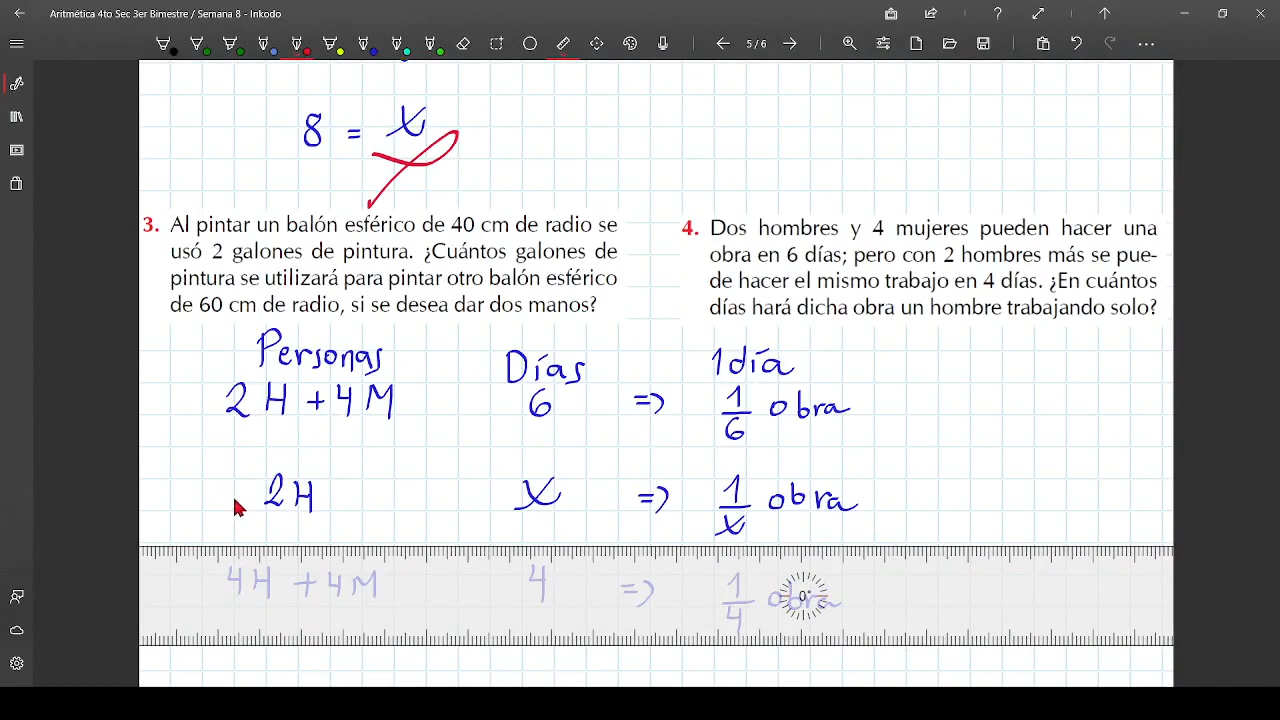 Aritmética 4to Sec 3er Bimestre / Semana 8 - Inkodo
5/6
8 = x
3. Al pintar un balón esférico de 40 cm de radio se
usó 2 galones de pintura. ¿Cuántos galones de
pintura se utilizará para pintar otro balón esférico
de 60 cm de radio, si se desea dar dos manos?
4. Dos hombres y 4 mujeres pueden hacer una
obra en 6 días; pero con 2 hombres más se pue-
de hacer el mismo trabajo en 4 días. ¿En cuántos
días hará dicha obra un hombre trabajando solo?
Personas Días 1 día
2 H + 4 M 6 => 1/6 obra
2H x => 1/x obra
4H + 4M 4 => 1/4 obra
0°